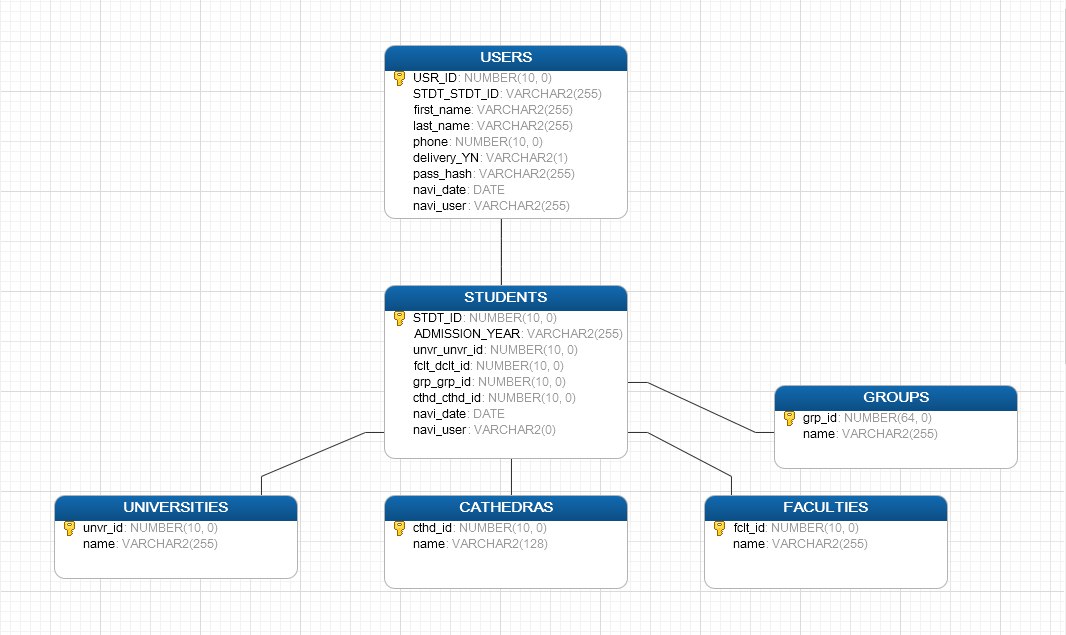 USERS
USR_ID: NUMBER(10, 0)
STDT_STDT_ID: VARCHAR2(255)
first_name: VARCHAR2(255)
last_name: VARCHAR2(255)
phone: NUMBER(10, 0)
delivery_YN: VARCHAR2(1)
pass_hash: VARCHAR2(255)
navi_date: DATE
navi_user: VARCHAR2(255)
STUDENTS
STDT_ID: NUMBER(10, 0)
ADMISSION_YEAR: VARCHAR2(255)
unvr_unvr_id: NUMBER(10, 0)
fclt_dclt_id: NUMBER(10, 0)
grp_grp_id: NUMBER(10, 0)
cthd_cthd_id: NUMBER(10, 0)
navi_date: DATE
navi_user: VARCHAR2(0)
GROUPS
grp_id: NUMBER(64, 0)
name: VARCHAR2(255)
UNIVERSITIES
unvr_id: NUMBER(10, 0)
name: VARCHAR2(255)
CATHEDRAS
cthd_id: NUMBER(10, 0)
name: VARCHAR2(128)
FACULTIES
fclt_id: NUMBER(10, 0)
name: VARCHAR2(255)